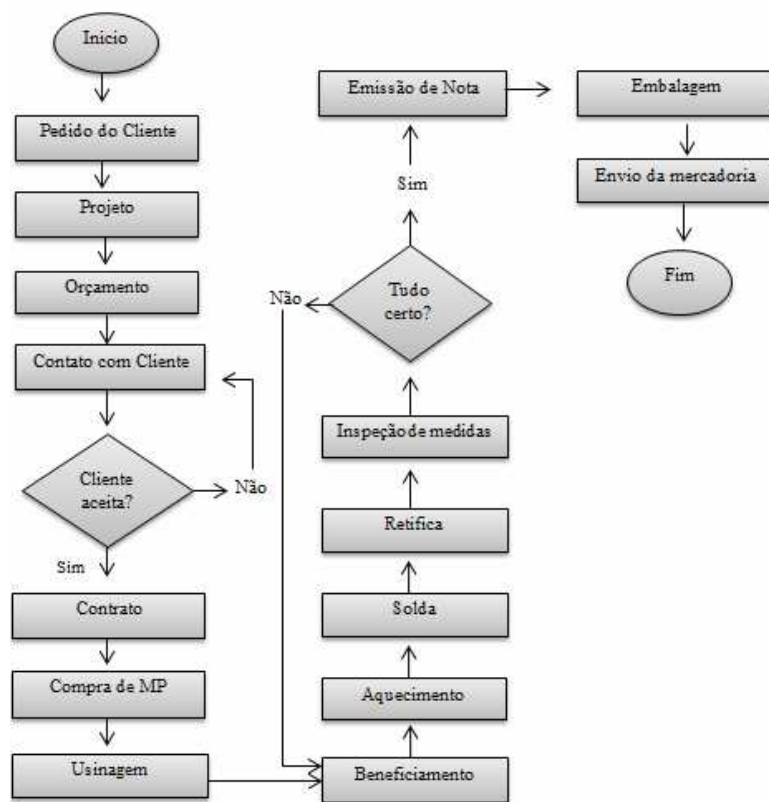 Inicio
Pedido do Cliente
Projeto
Orçamento
Contato com Cliente
Cliente
aceita?
Não
Sim
Contrato
Compra de MP
Usinagem
Beneficiamento
Aquecimento
Solda
Retifica
Inspeção de medidas
Tudo
certo?
Não
Sim
Emissão de Nota
Embalagem
Envio da mercadoria
Fim